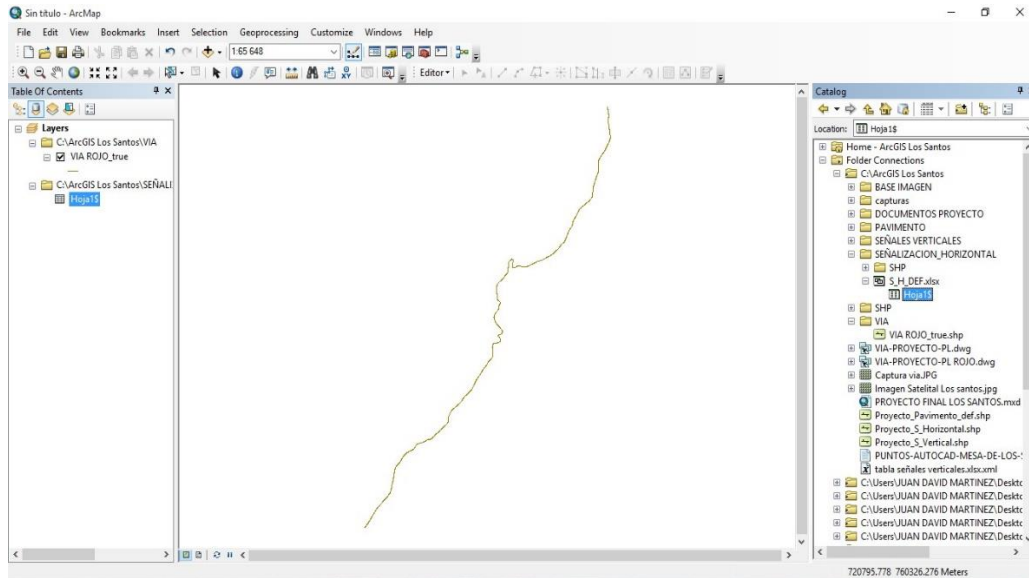 Sin título - ArcMap
File Edit View Bookmarks Insert Selection Geoprocessing Customize Windows Help
1:65 648
Editor
Table Of Contents
Layers
C:\ArcGIS Los Santos\VIA
VIA ROJO_true
C:\ArcGIS Los Santos\SEÑALI
Hoja1$
Catalog
Location: Hoja1$
Home - ArcGIS Los Santos
Folder Connections
C:\ArcGIS Los Santos
BASE IMAGEN
capturas
DOCUMENTOS PROYECTO
PAVIMENTO
SEÑALES VERTICALES
SEÑALIZACION_HORIZONTAL
SHP
S_H_DEF.xlsx
Hoja1$
SHP
VIA
VIA ROJO_true.shp
VIA-PROYECTO-PL.dwg
VIA-PROYECTO-PL ROJO.dwg
Captura via.JPG
Imagen Satelital Los santos.jpg
PROYECTO FINAL LOS SANTOS.mxd
Proyecto_Pavimento_def.shp
Proyecto_S_Horizontal.shp
Proyecto_S_Vertical.shp
PUNTOS-AUTOCAD-MESA-DE-LOS-
tabla señales verticales.xlsx.xml
C:\Users\JUAN DAVID MARTINEZ\Deskto
C:\Users\JUAN DAVID MARTINEZ\Deskto
C:\Users\JUAN DAVID MARTINEZ\Deskto
C:\Users\JUAN DAVID MARTINEZ\Deskto
C:\Users\JUAN DAVID MARTINEZ\Deskto
720795.778 760326.276 Meters